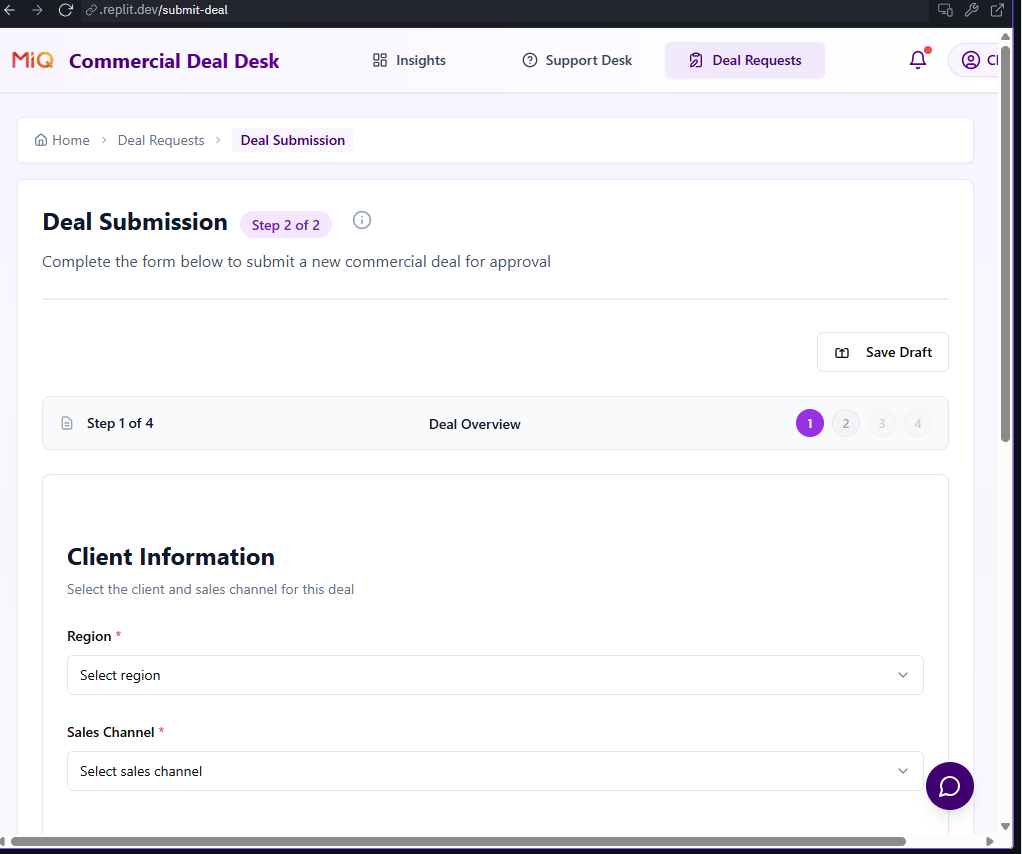 .replit.dev/submit-deal
MiQ Commercial Deal Desk Insights Support Desk Deal Requests
Home Deal Requests Deal Submission
Deal Submission Step 2 of 2
Complete the form below to submit a new commercial deal for approval
Save Draft
Step 1 of 4 Deal Overview 1 2 3 4
Client Information
Select the client and sales channel for this deal
Region *
Select region
Sales Channel *
Select sales channel